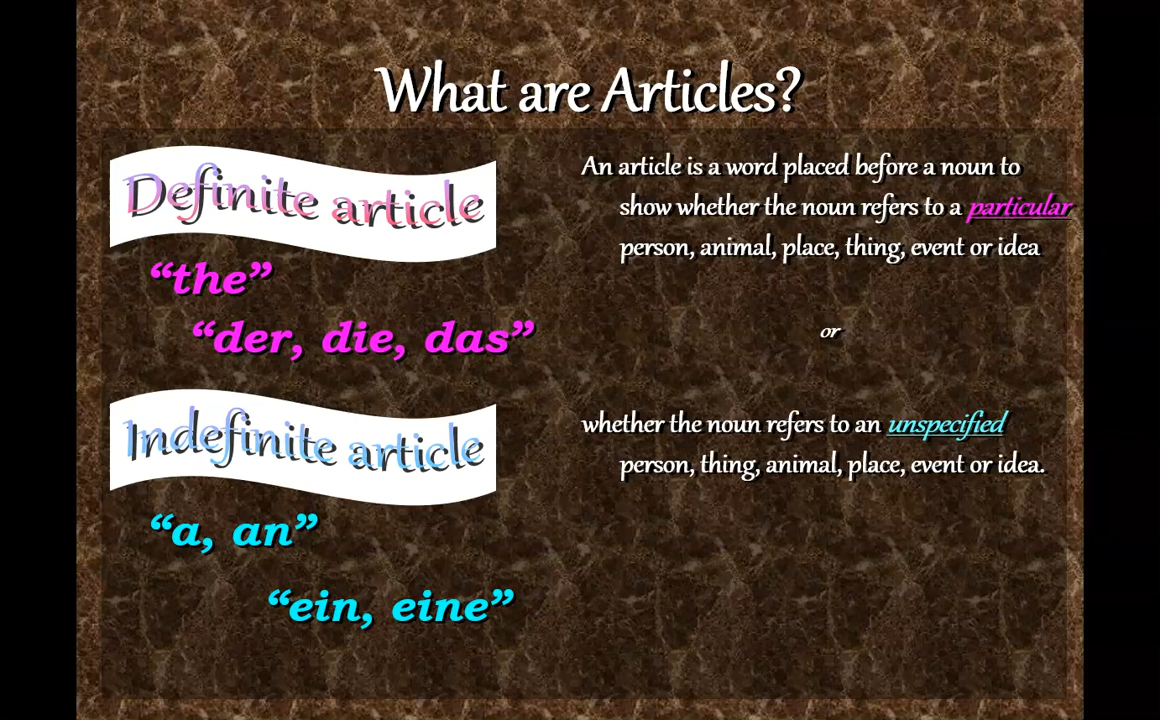 What are Articles?
Definite article
“the”
“der, die, das”
An article is a word placed before a noun to
show whether the noun refers to a particular
person, animal, place, thing, event or idea
or
Indefinite article
“a, an”
“ein, eine”
whether the noun refers to an unspecified
person, thing, animal, place, event or idea.